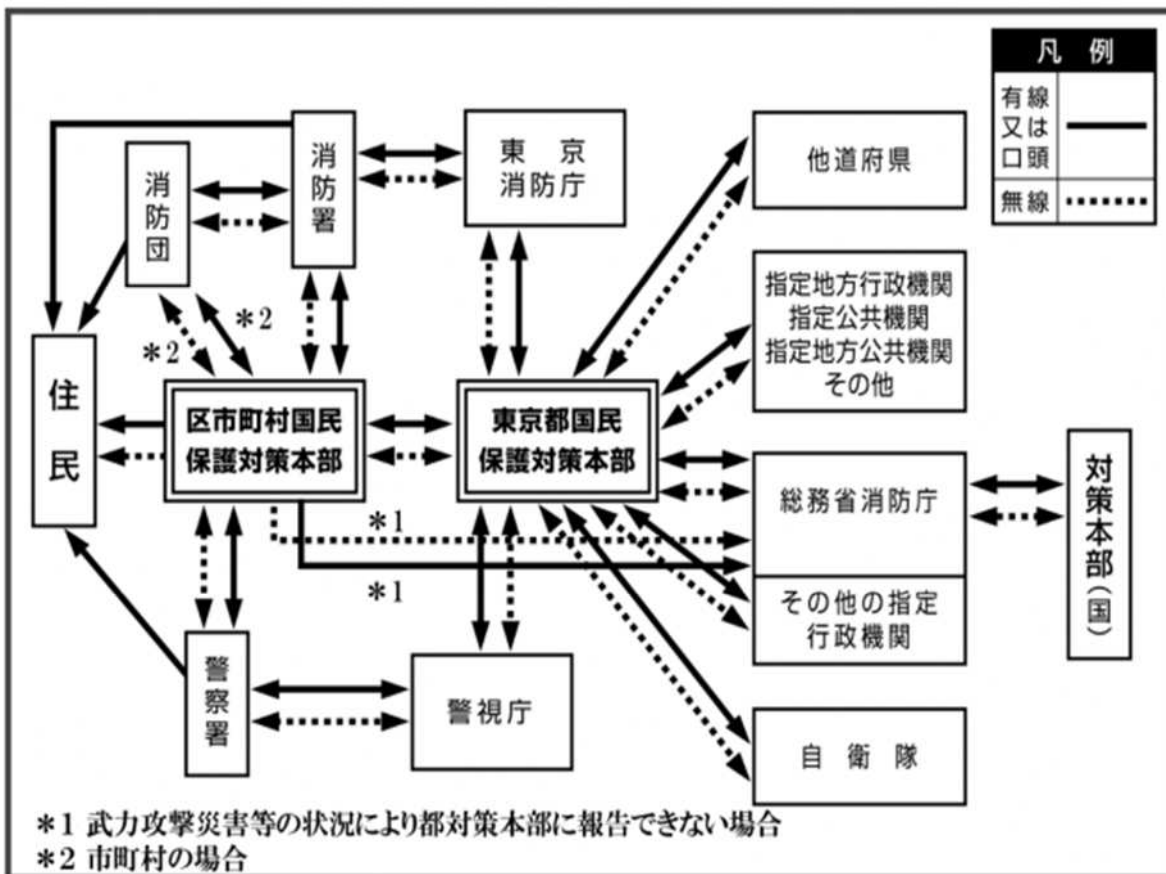 凡 例
有線
又は
口頭
無線
消防団
消防署
東 京
消防庁
他道府県
指定地方行政機関
指定公共機関
指定地方公共機関
その他
*2
*2
住民
区市町村国民
保護対策本部
東京都国民
保護対策本部
総務省消防庁
対策本部(国)
*1
*1
その他の指定
行政機関
警察署
警視庁
自 衛 隊
*1 武力攻撃災害等の状況により都対策本部に報告できない場合
*2 市町村の場合